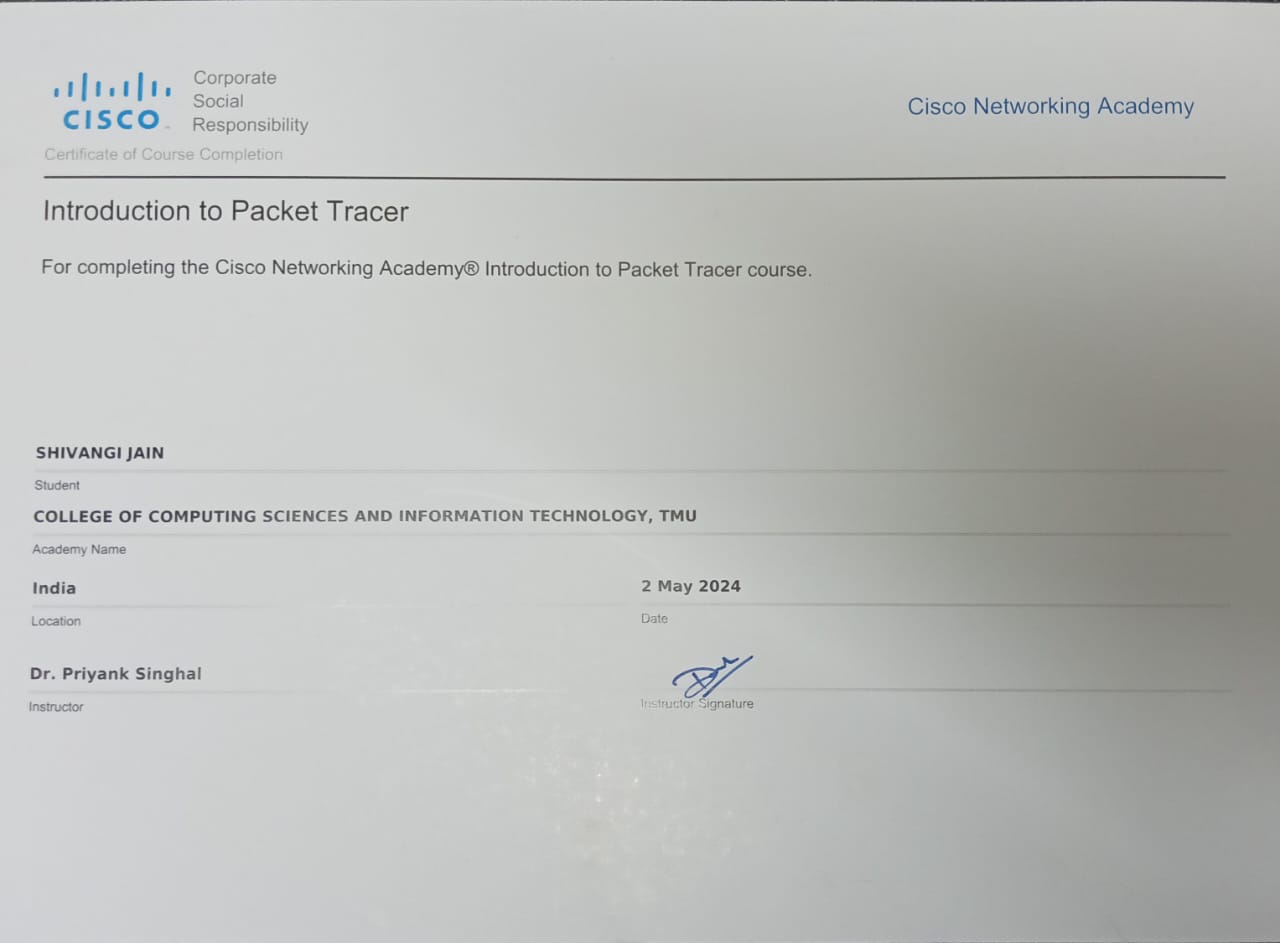 CISCO
Corporate
Social
Responsibility
Cisco Networking Academy
Certificate of Course Completion
Introduction to Packet Tracer
For completing the Cisco Networking Academy® Introduction to Packet Tracer course.
SHIVANGI JAIN
Student
COLLEGE OF COMPUTING SCIENCES AND INFORMATION TECHNOLOGY, TMU
Academy Name
India
2 May 2024
Location
Date
Dr. Priyank Singhal
Instructor
Instructor Signature